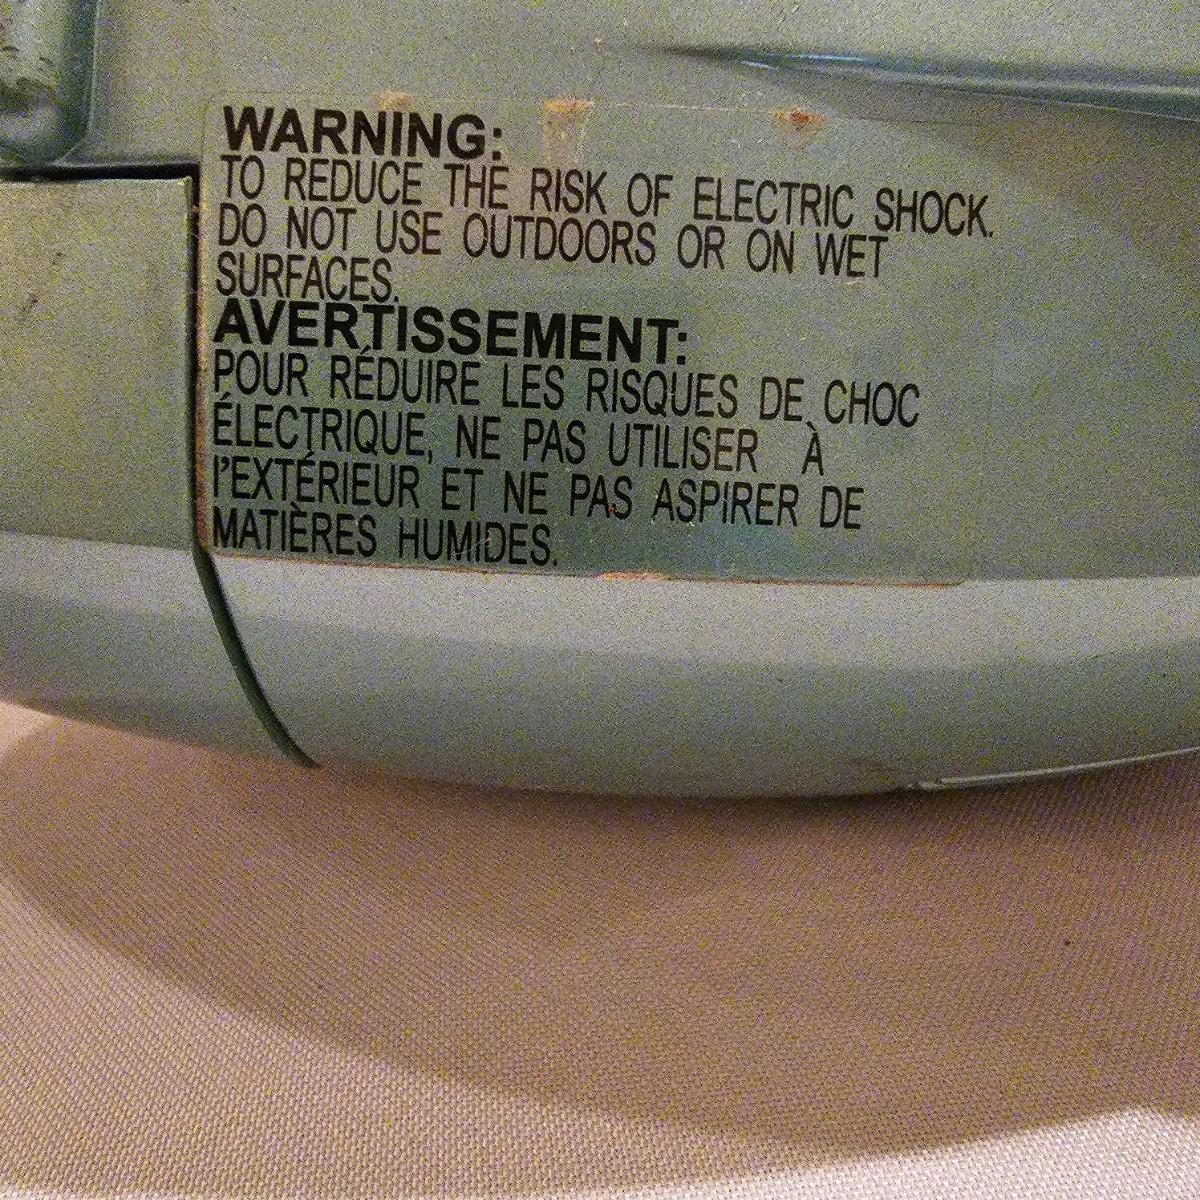 WARNING:
TO REDUCE THE RISK OF ELECTRIC SHOCK.
DO NOT USE OUTDOORS OR ON WET
SURFACES.
AVERTISSEMENT:
POUR RÉDUIRE LES RISQUES DE CHOC
ÉLECTRIQUE, NE PAS UTILISER À
l'EXTÉRIEUR ET NE PAS ASPIRER DE
MATIÈRES HUMIDES.